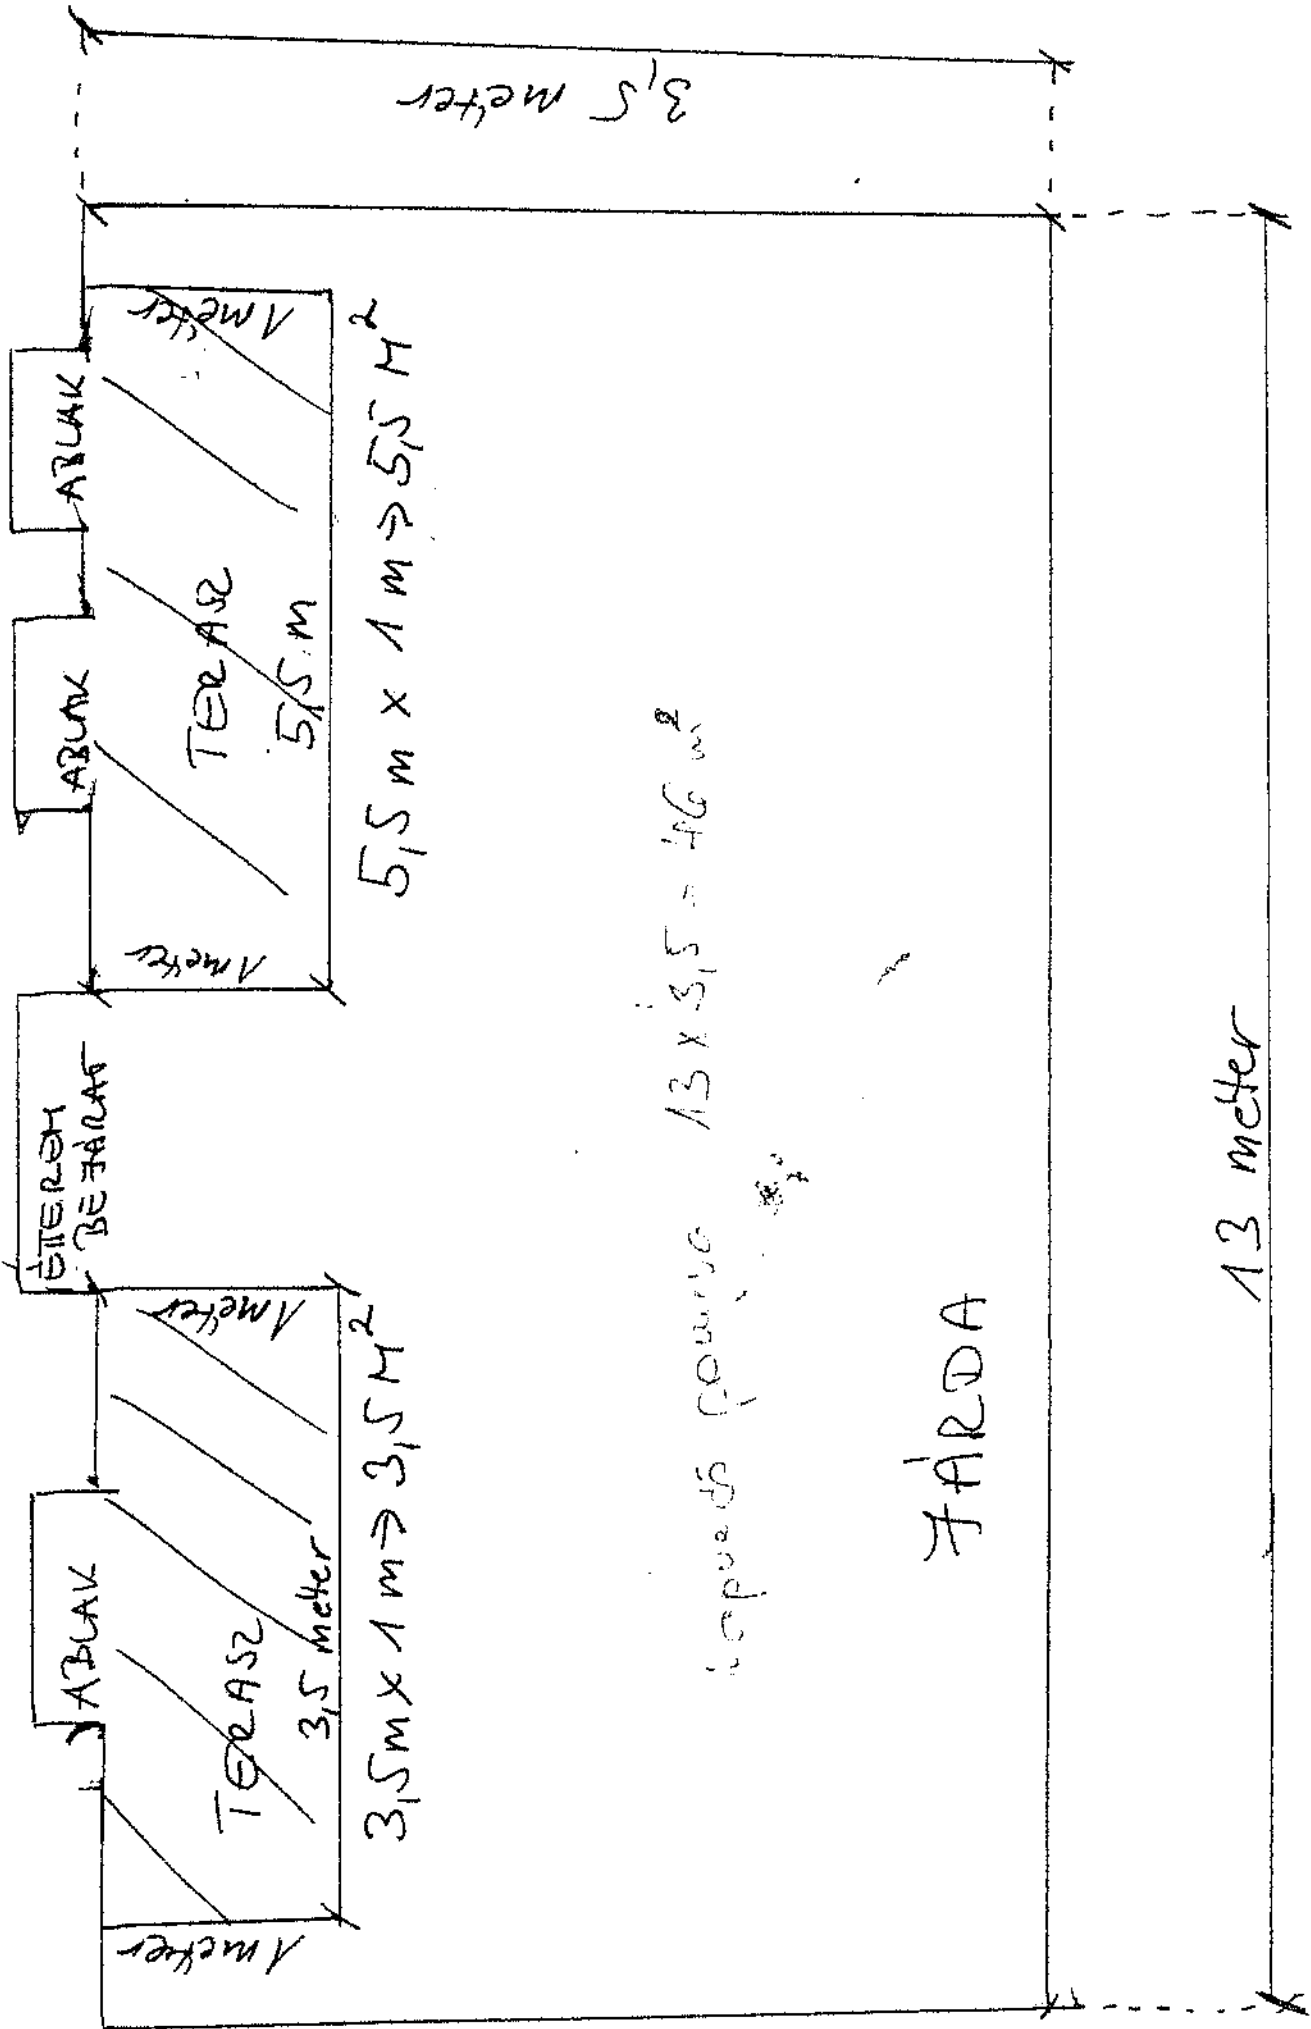 3,5 méter
ABLAK
ÉTTEREM
BEJÁRAT
ABLAK
ABLAK
1 méter
TERASZ
3,5 méter
1 méter
1 méter
TERASZ
5,5 m
1 méter
3,5 m x 1 m → 3,5 M²
5,5 m x 1 m → 5,5 M²
13 x 3,5 = 46 m²
JÁRDA
13 méter